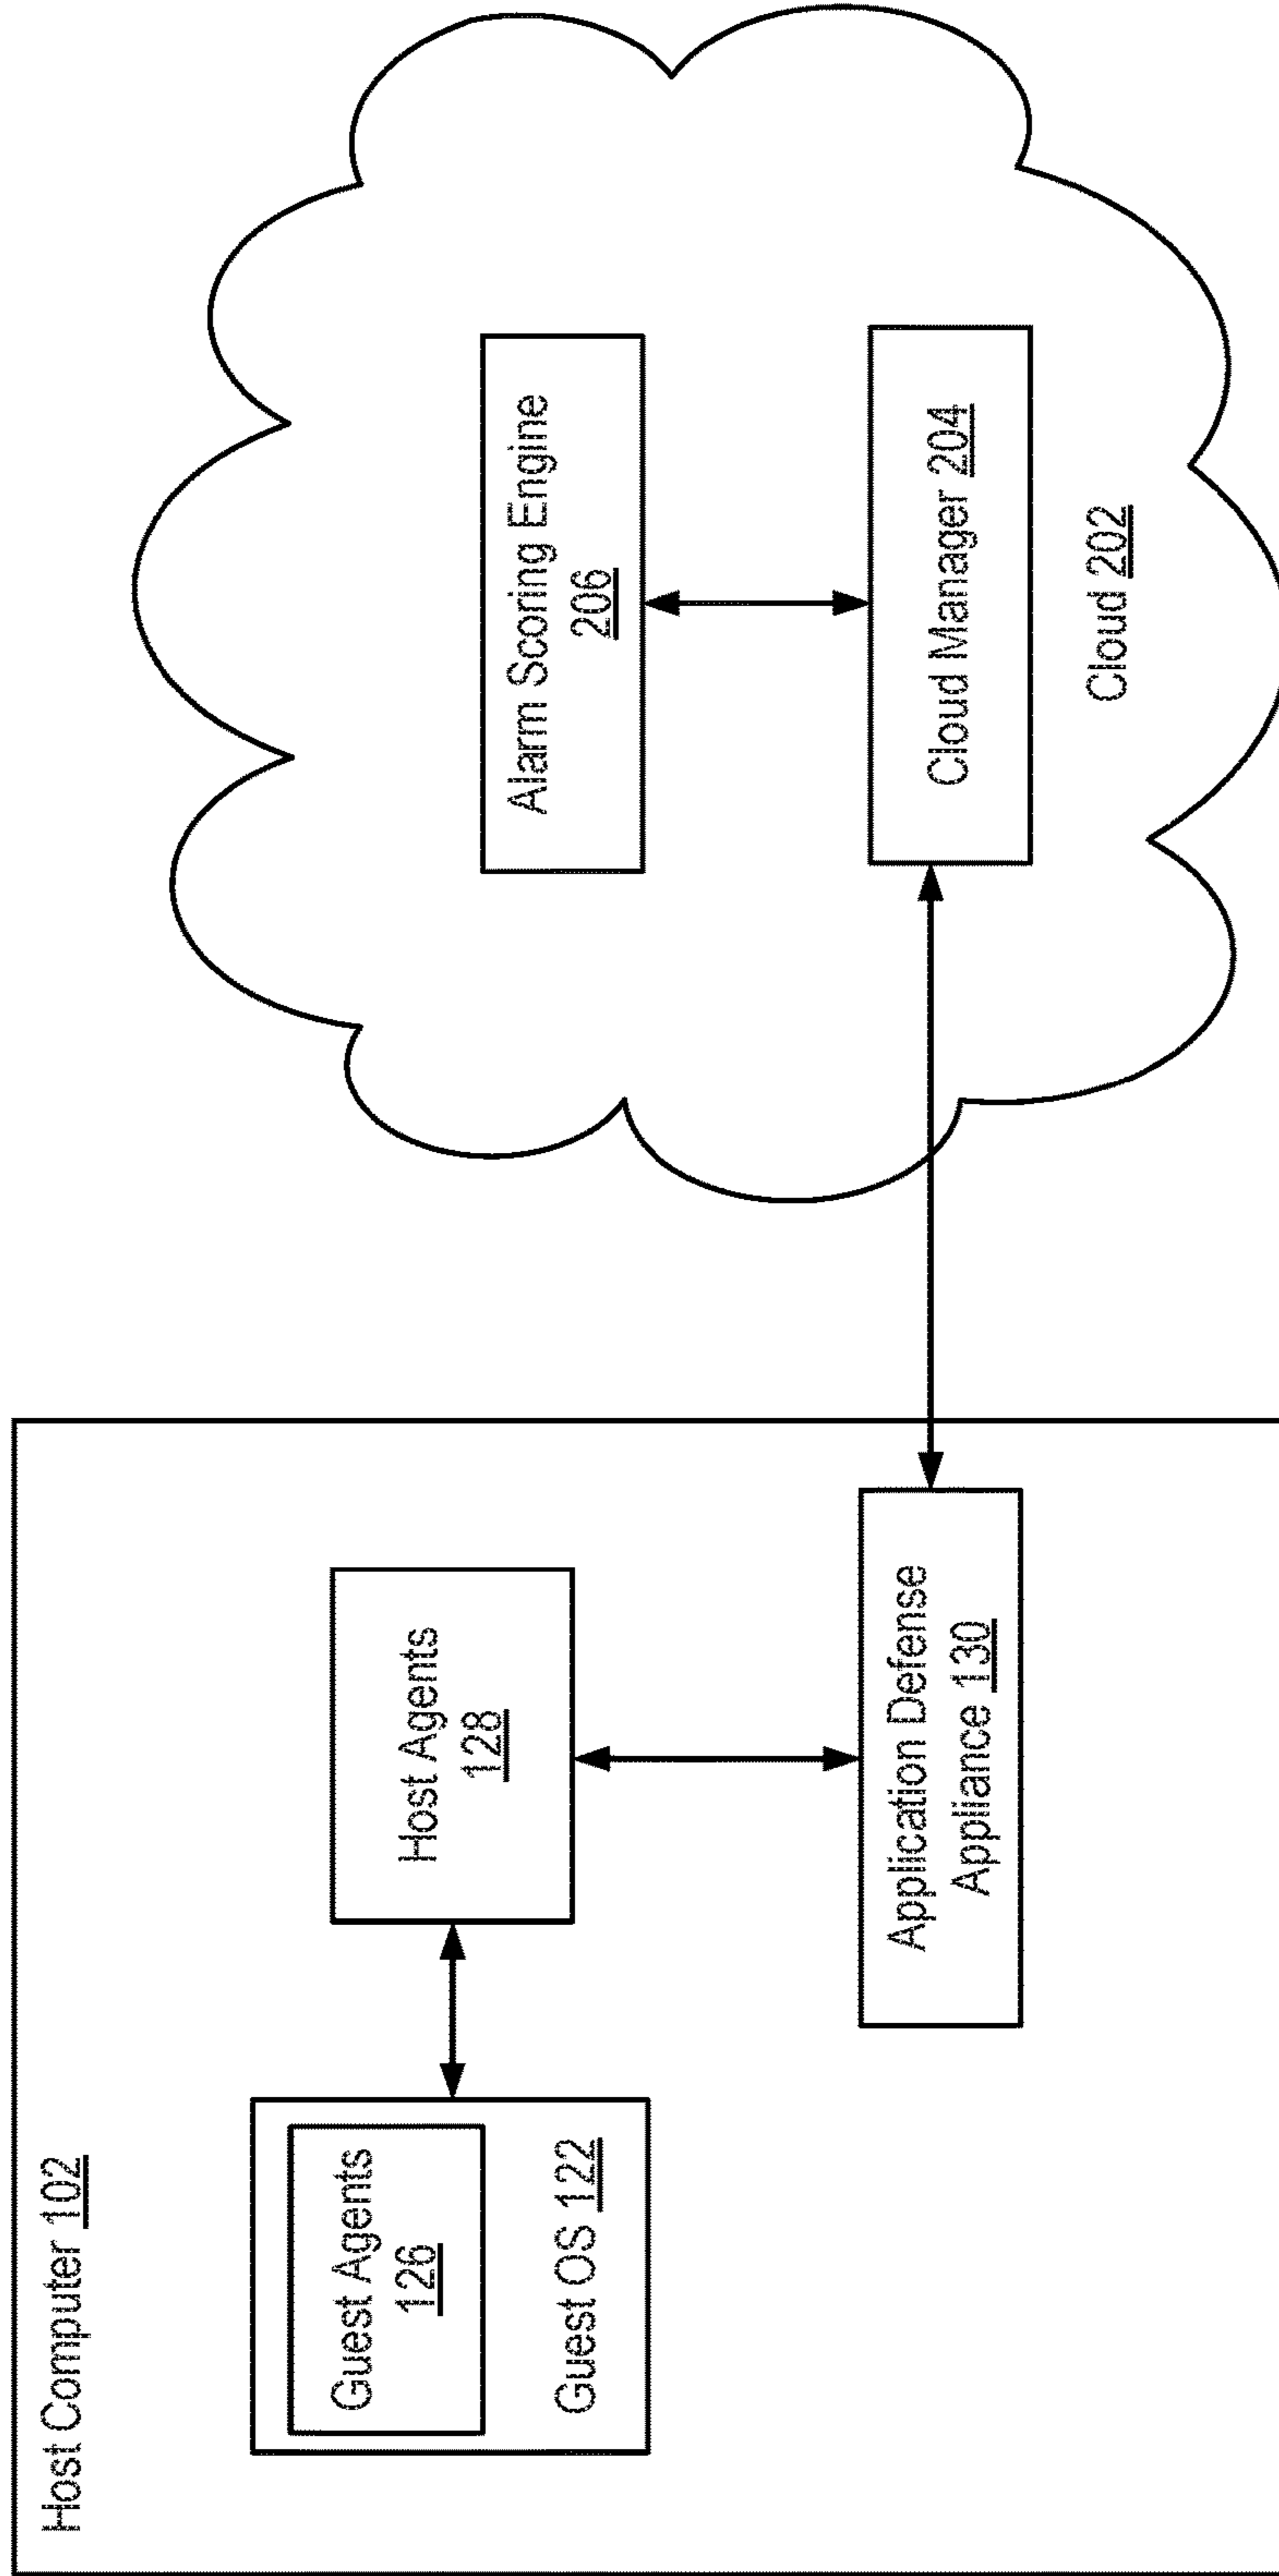 Host Computer 102
Guest Agents
126
Guest OS 122
Host Agents
128
Application Defense
Appliance 130
Alarm Scoring Engine
206
Cloud Manager 204
Cloud 202